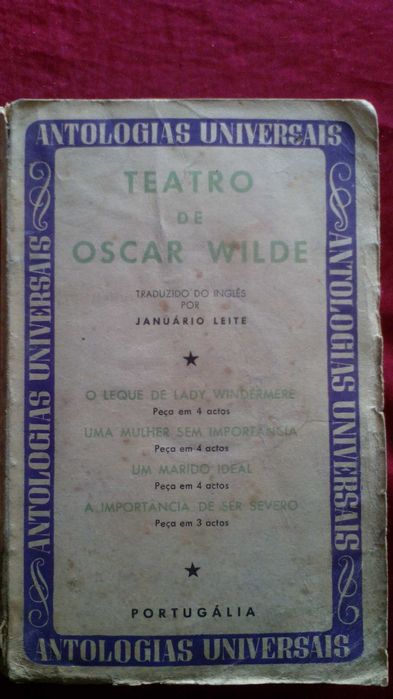 ANTOLOGIAS UNIVERSAIS
TEATRO
DE
OSCAR WILDE
TRADUZIDO DO INGLÊS
POR
JANUÁRIO LEITE
O LEQUE DE LADY WINDERMERE
Peça em 4 actos
UMA MULHER SEM IMPORTÂNSIA
Peça em 4 actos
UM MARIDO IDEAL
Peça em 4 actos
A IMPORTÂNCIA DE SER SEVERO
Peça em 3 actos
PORTUGÁLIA
ANTOLOGIAS UNIVERSAIS
ANTOLOGIAS UNIVERSAIS
ANTOLOGIAS UNIVERSAIS